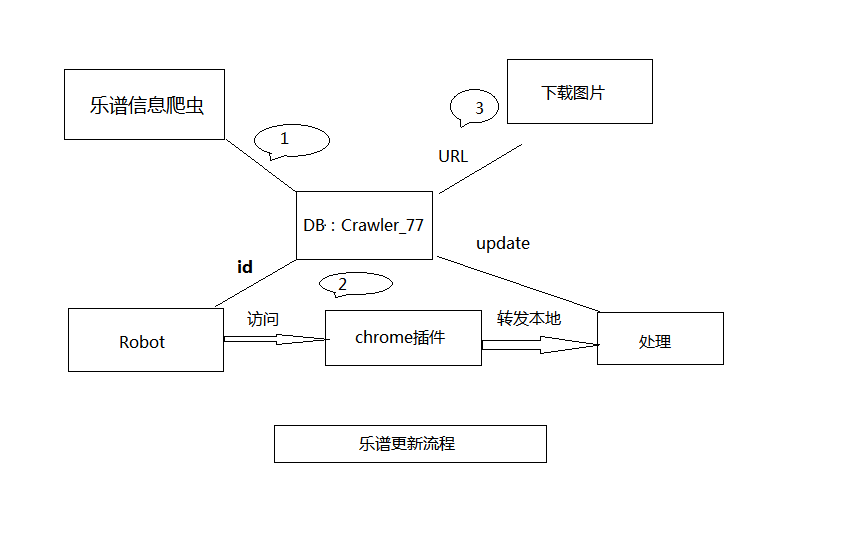 乐谱信息爬虫
1
3
下载图片
URL
DB：Crawler_77
update
id
2
Robot
访问
chrome插件
转发本地
处理
乐谱更新流程